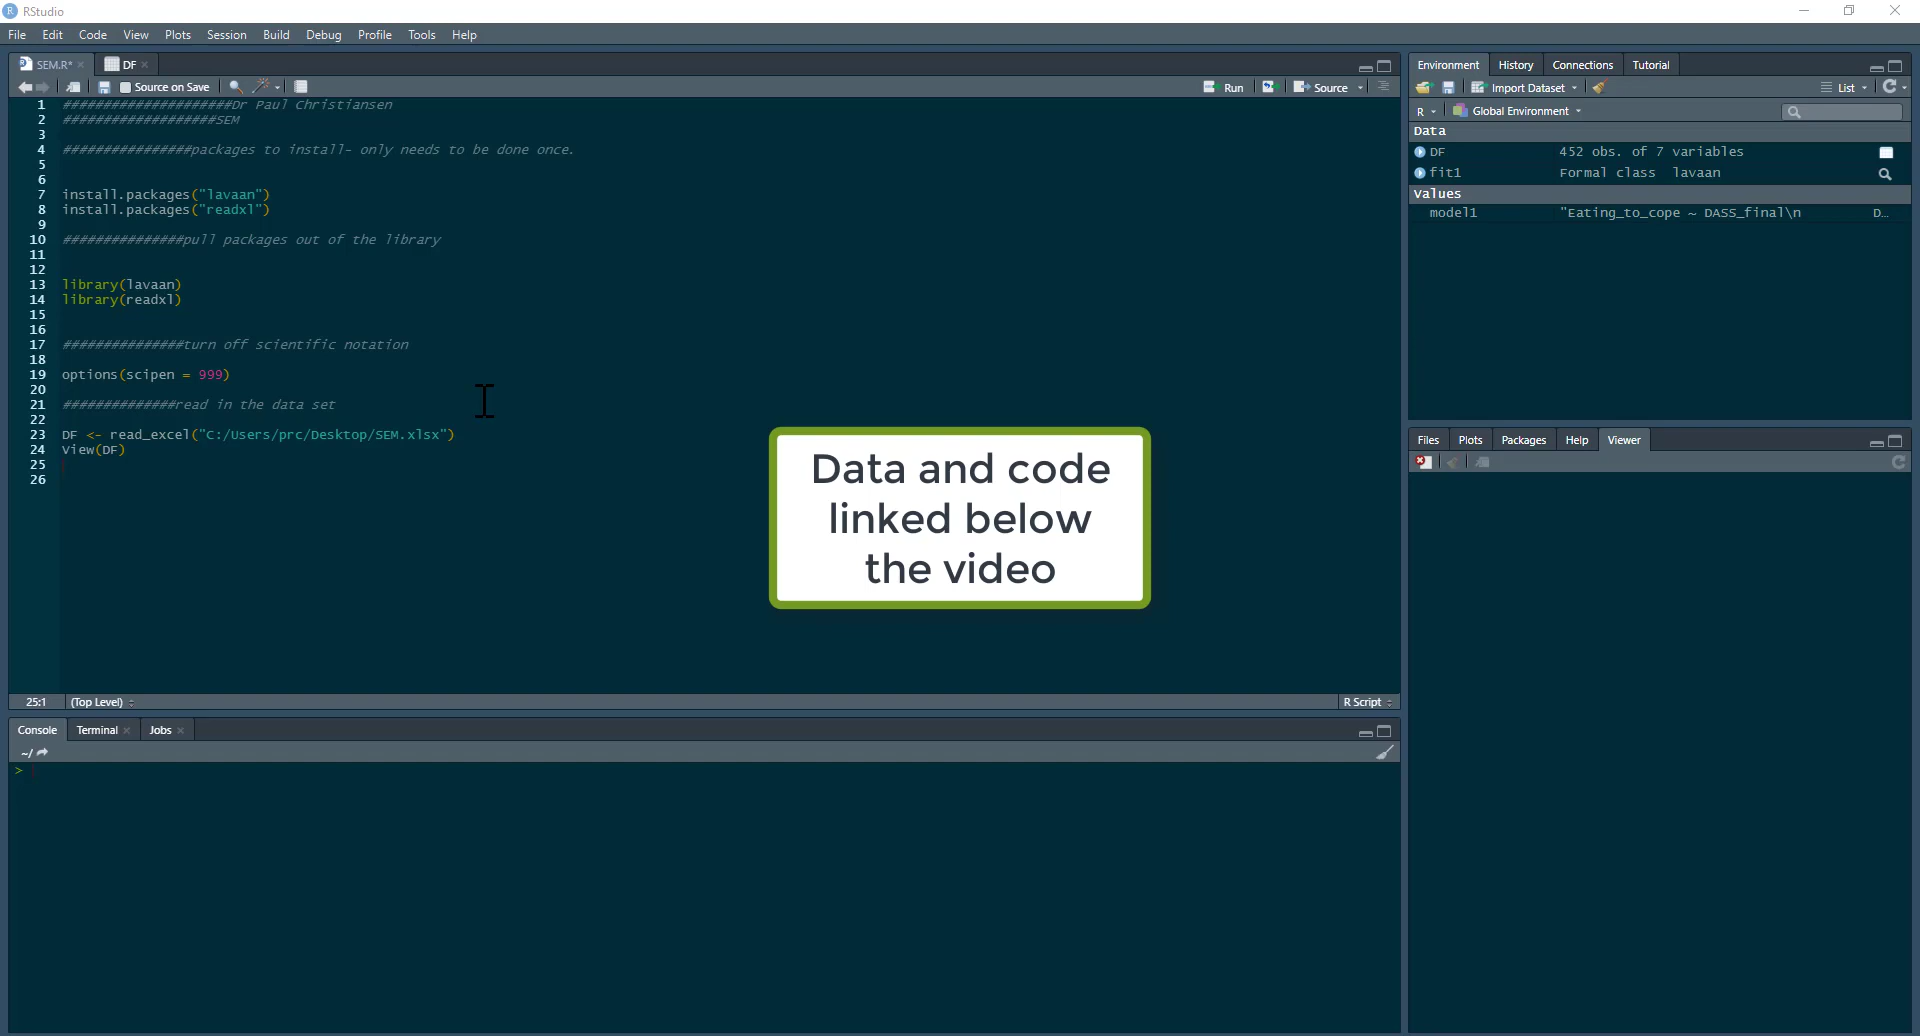 RStudio
File Edit Code View Plots Session Build Debug Profile Tools Help
SEM.R* DF
Source on Save Run Source
1 #####################Dr Paul Christiansen
2 ###################SEM
3
4 ################packages to install- only needs to be done once.
5
6
7 install.packages("lavaan")
8 install.packages("readxl")
9
10 ###############pull packages out of the library
11
12
13 library(lavaan)
14 library(readxl)
15
16
17 ###############turn off scientific notation
18
19 options(scipen = 999)
20
21 ##############read in the data set
22
23 DF <- read_excel("C:/Users/prc/Desktop/SEM.xlsx")
24 View(DF)
25
26
Data and code
linked below
the video
25:1 (Top Level) R Script
Console Terminal Jobs
~/
>
Environment History Connections Tutorial
Import Dataset List
R Global Environment
Data
DF 452 obs. of 7 variables
fit1 Formal class lavaan
Values
model1 "Eating_to_cope ~ DASS_final\n D…
Files Plots Packages Help Viewer